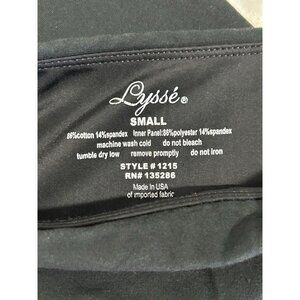 Lyssé®
SMALL
86%cotton 14%spandex Inner Panel:86%polyester 14%spandex
machine wash cold do not bleach
tumble dry low remove promptly do not iron
STYLE # 1215
RN# 135286
Made in USA
of imported fabric